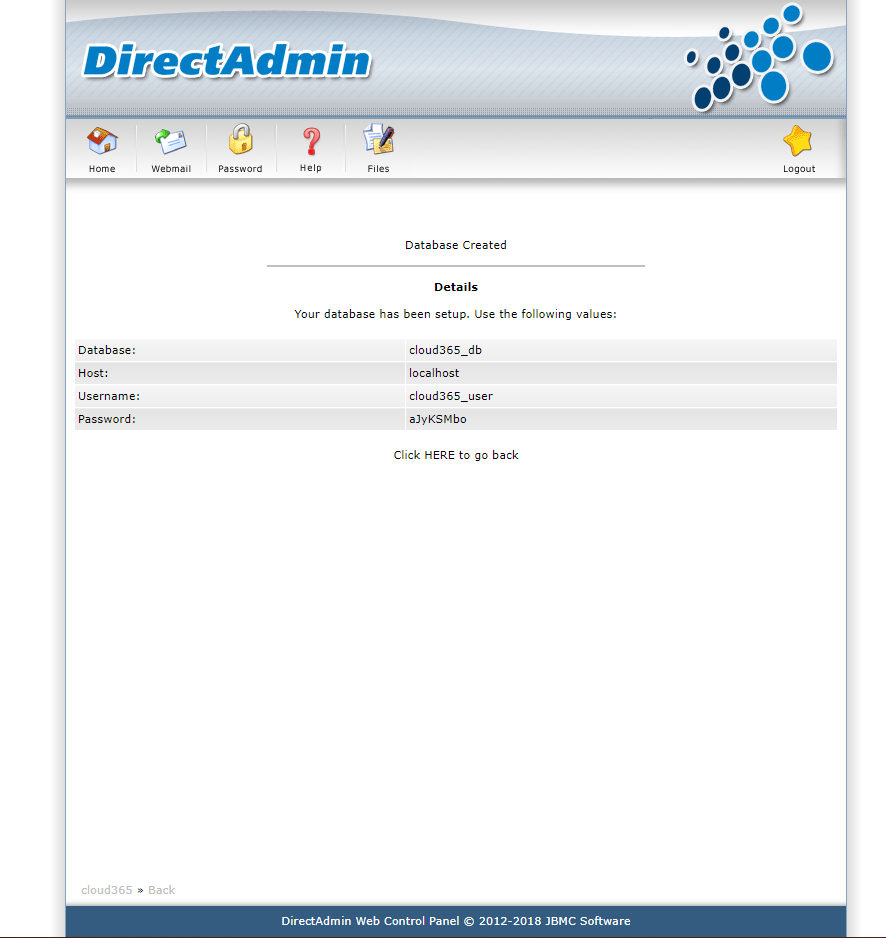 DirectAdmin
Home Webmail Password Help Files Logout
Database Created
Details
Your database has been setup. Use the following values:
Database: cloud365_db
Host: localhost
Username: cloud365_user
Password: aJyKSMbo
Click HERE to go back
cloud365 » Back
DirectAdmin Web Control Panel © 2012-2018 JBMC Software